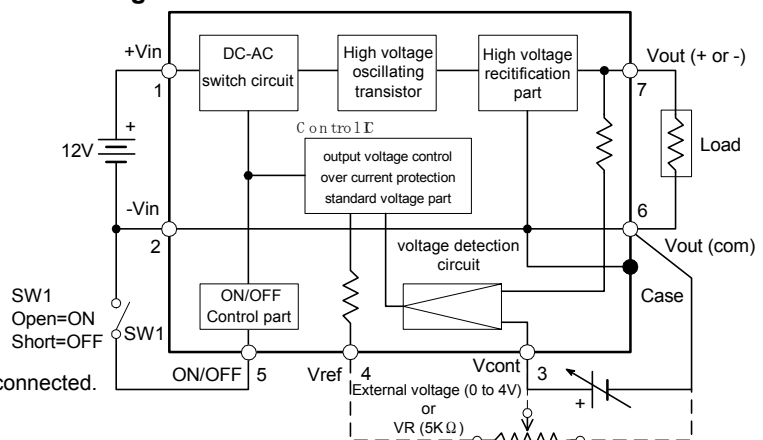 +Vin
1
DC-AC
switch circuit
High voltage
oscillating
transistor
High voltage
recitification
part
Vout (+ or -)
7
Control IC
+
12V
output voltage control
over current protection
standard voltage part
Load
-Vin
2
6
Vout (com)
voltage detection
circuit
Case
SW1
Open=ON
Short=OFF
SW1
ON/OFF
Control part
connected.
ON/OFF
5
Vref
4
Vcont
3
External voltage (0 to 4V)
or
VR (5KΩ)
+